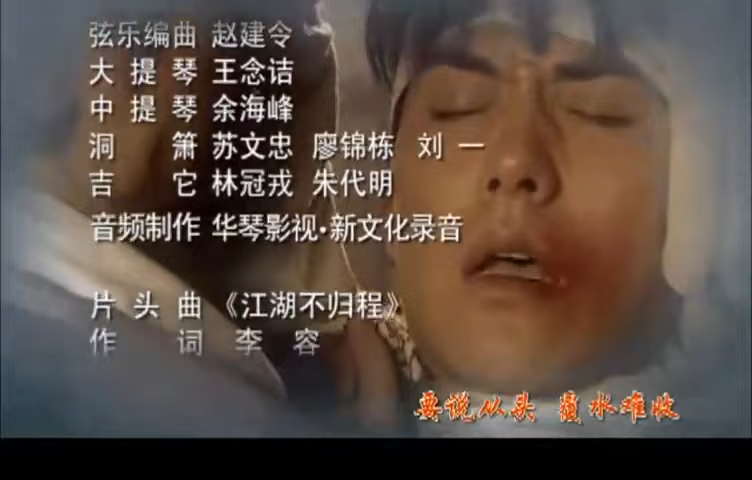 弦乐编曲 赵建令
大提琴 王念诘
中提琴 余海峰
洞箫 苏文忠 廖锦栋 刘一
吉它 林冠戎 朱代明
音频制作 华琴影视·新文化录音
片头曲 《江湖不归程》
作词 李容
要说从头 覆水难收